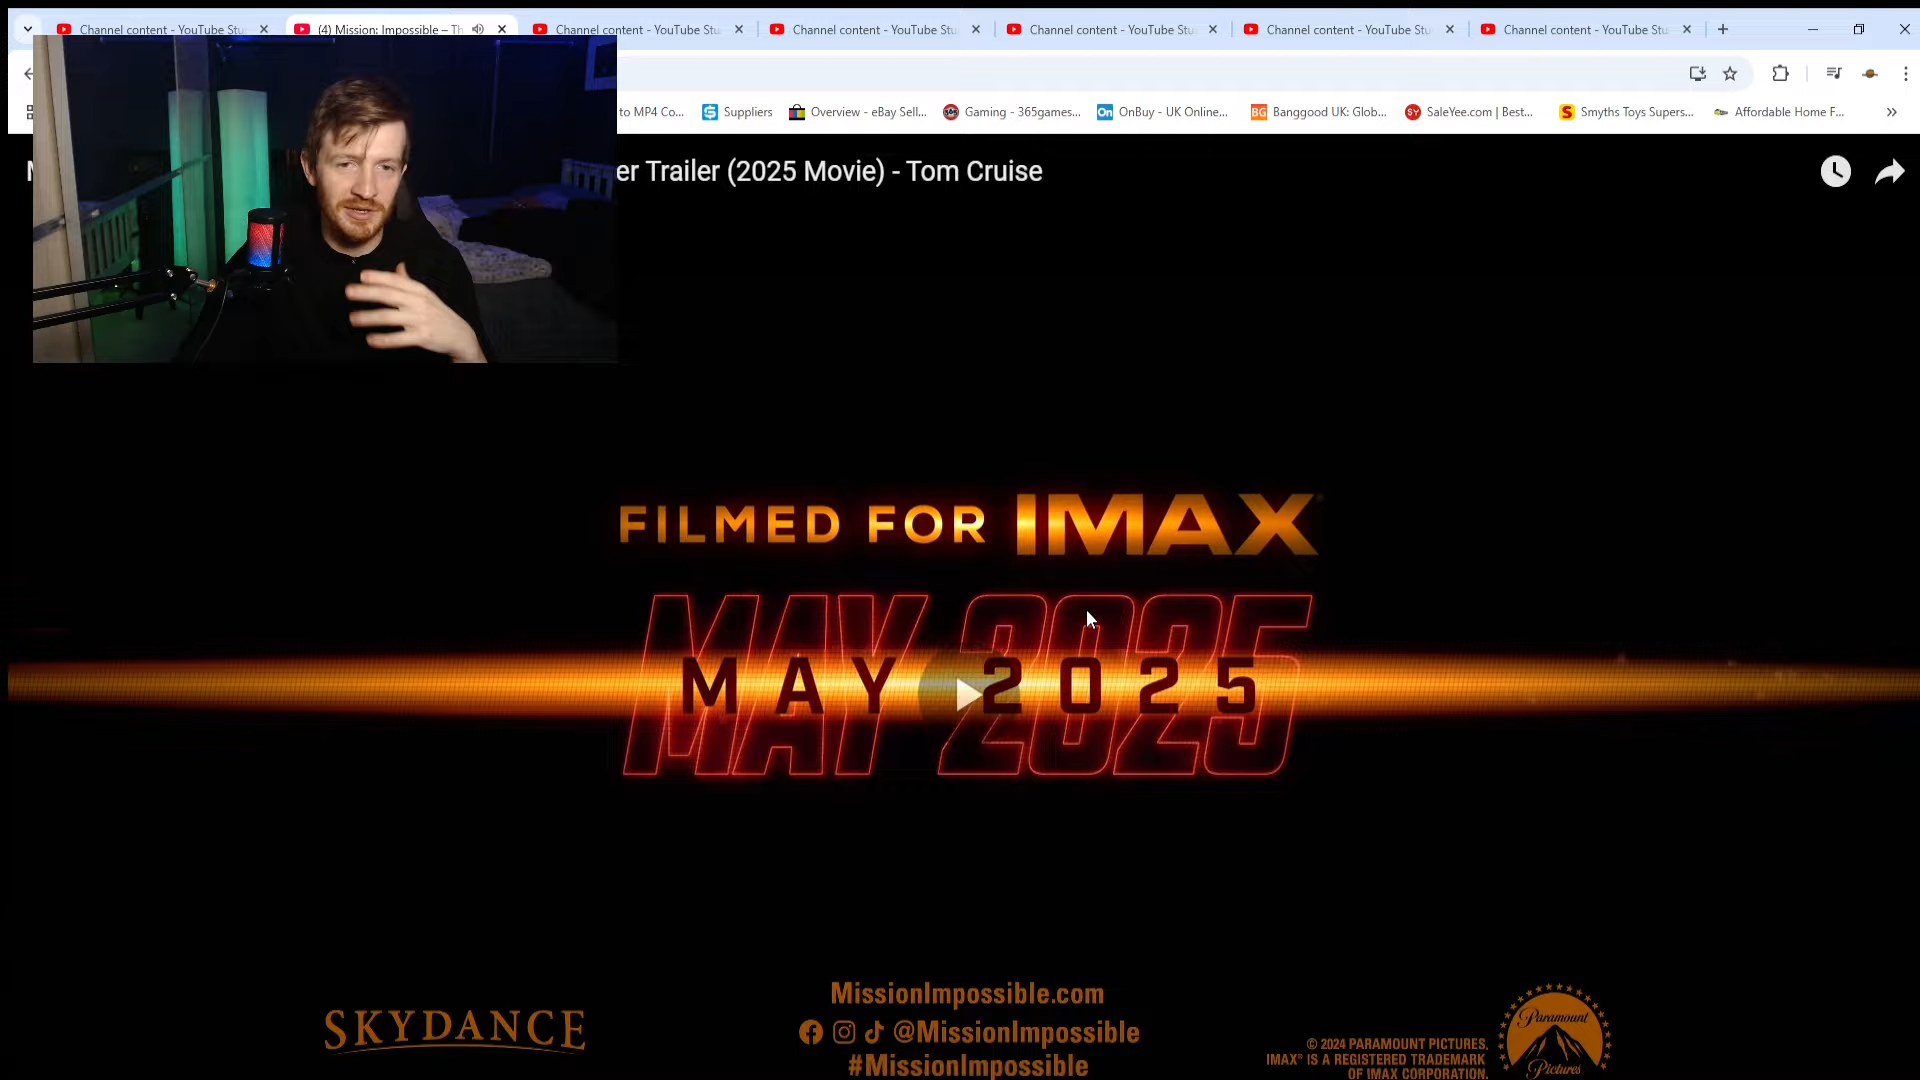 Channel content - YouTube Stu
(4) Mission: Impossible – Th
Channel content - YouTube Stu
Channel content - YouTube Stu
Channel content - YouTube Stu
Channel content - YouTube Stu
Channel content - YouTube Stu
to MP4 Co...
Suppliers
Overview - eBay Sell...
Gaming - 365games...
On
OnBuy - UK Online...
BG
Banggood UK: Glob...
SY
SaleYee.com | Best...
S
Smyths Toys Supers...
Affordable Home F...
er Trailer (2025 Movie) - Tom Cruise
FILMED FOR IMAX
MAY 2025
MAY 2025
SKYDANCE
MissionImpossible.com
@MissionImpossible
#MissionImpossible
© 2024 PARAMOUNT PICTURES.
IMAX® IS A REGISTERED TRADEMARK
OF IMAX CORPORATION.
Paramount
Pictures